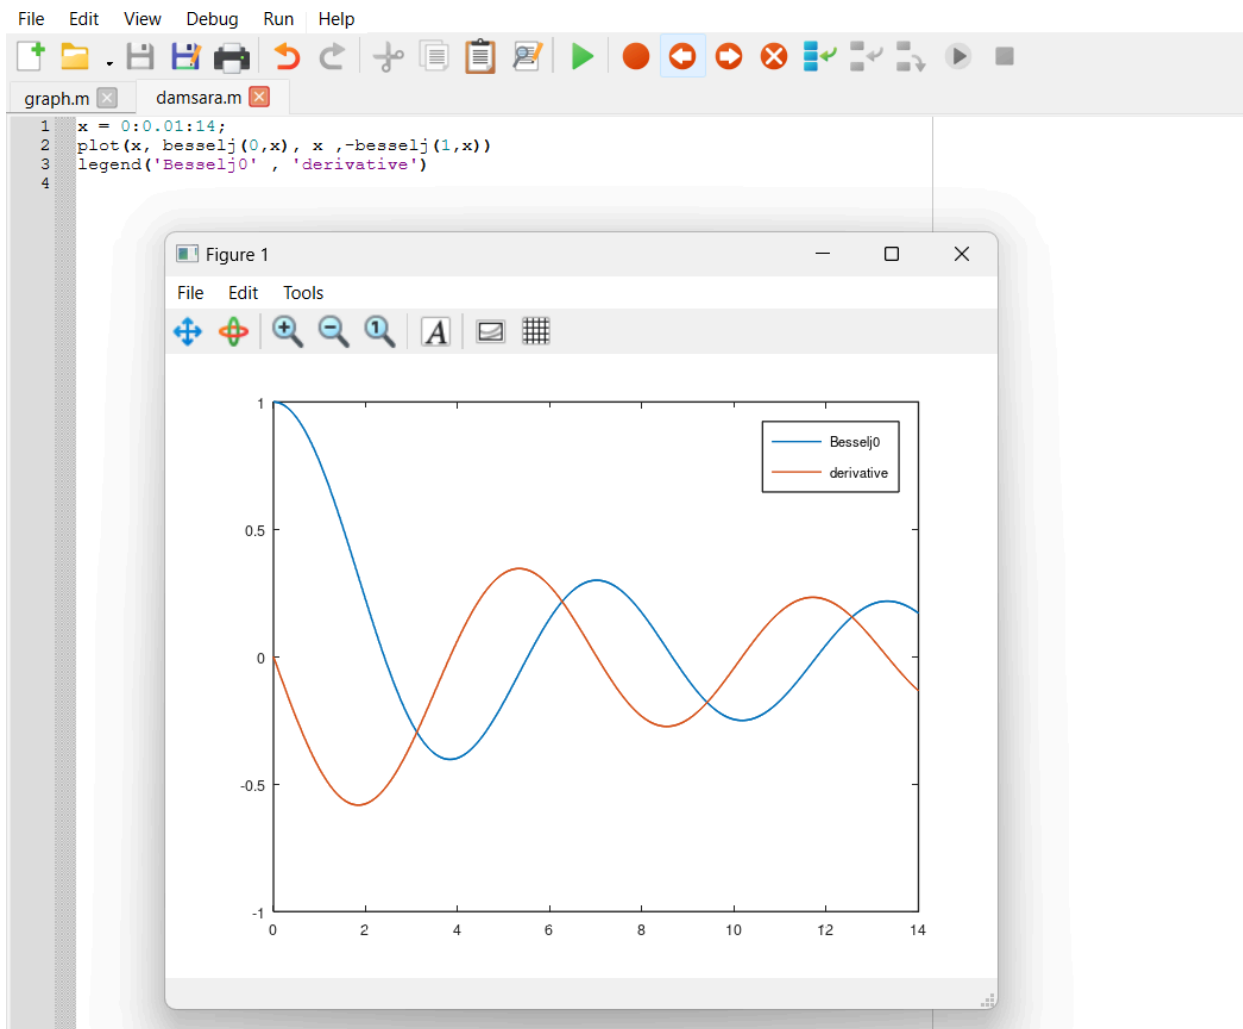 File Edit View Debug Run Help
graph.m damsara.m
1 x = 0:0.01:14;
2 plot(x, besselj(0,x), x ,-besselj(1,x))
3 legend('Besselj0' , 'derivative')
4
Figure 1
File Edit Tools
1
A
1
Besselj0
derivative
0.5
0
-0.5
-1
0 2 4 6 8 10 12 14